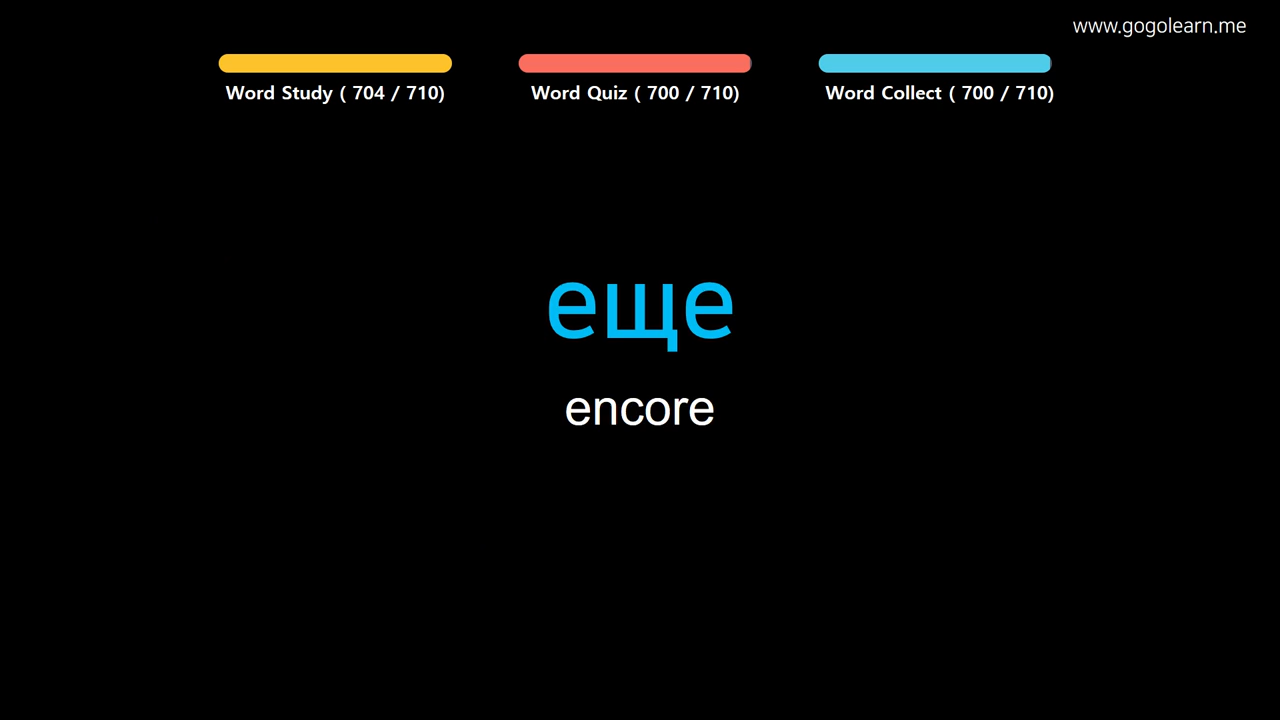 www.gogolearn.me
Word Study ( 704 / 710)
Word Quiz ( 700 / 710)
Word Collect ( 700 / 710)
еще
encore